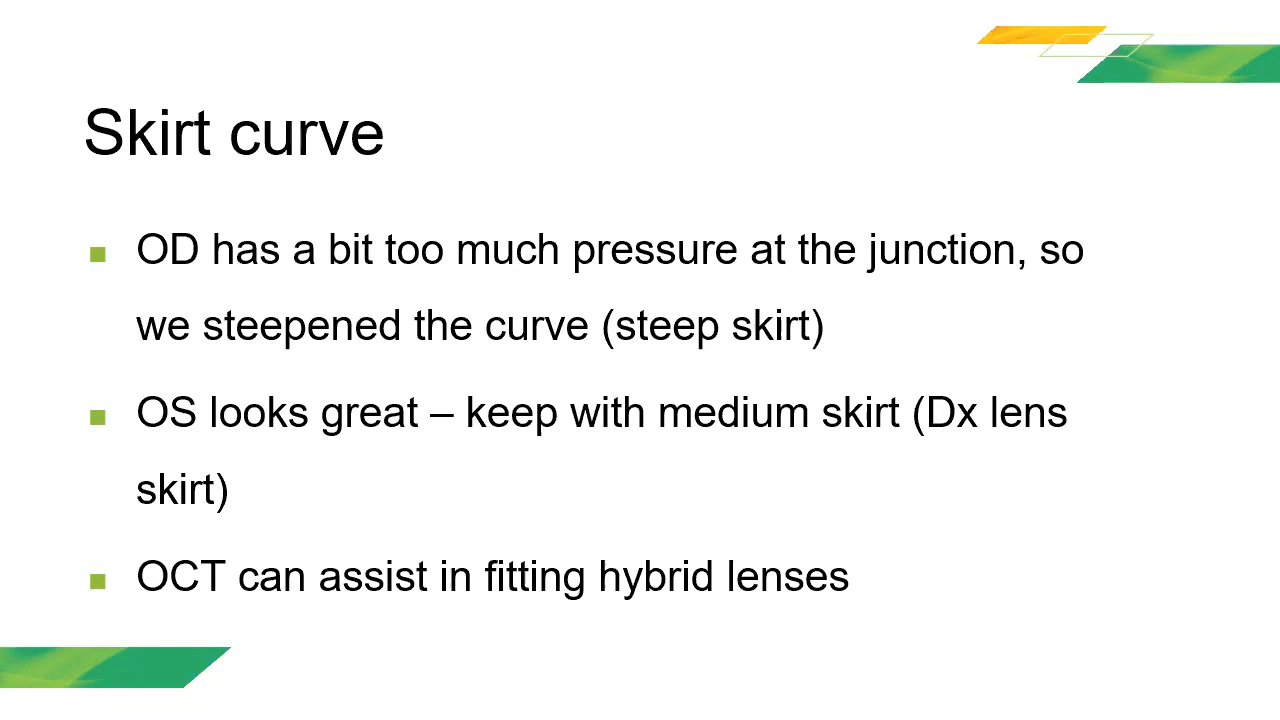 Skirt curve
OD has a bit too much pressure at the junction, so
we steepened the curve (steep skirt)
OS looks great – keep with medium skirt (Dx lens
skirt)
OCT can assist in fitting hybrid lenses